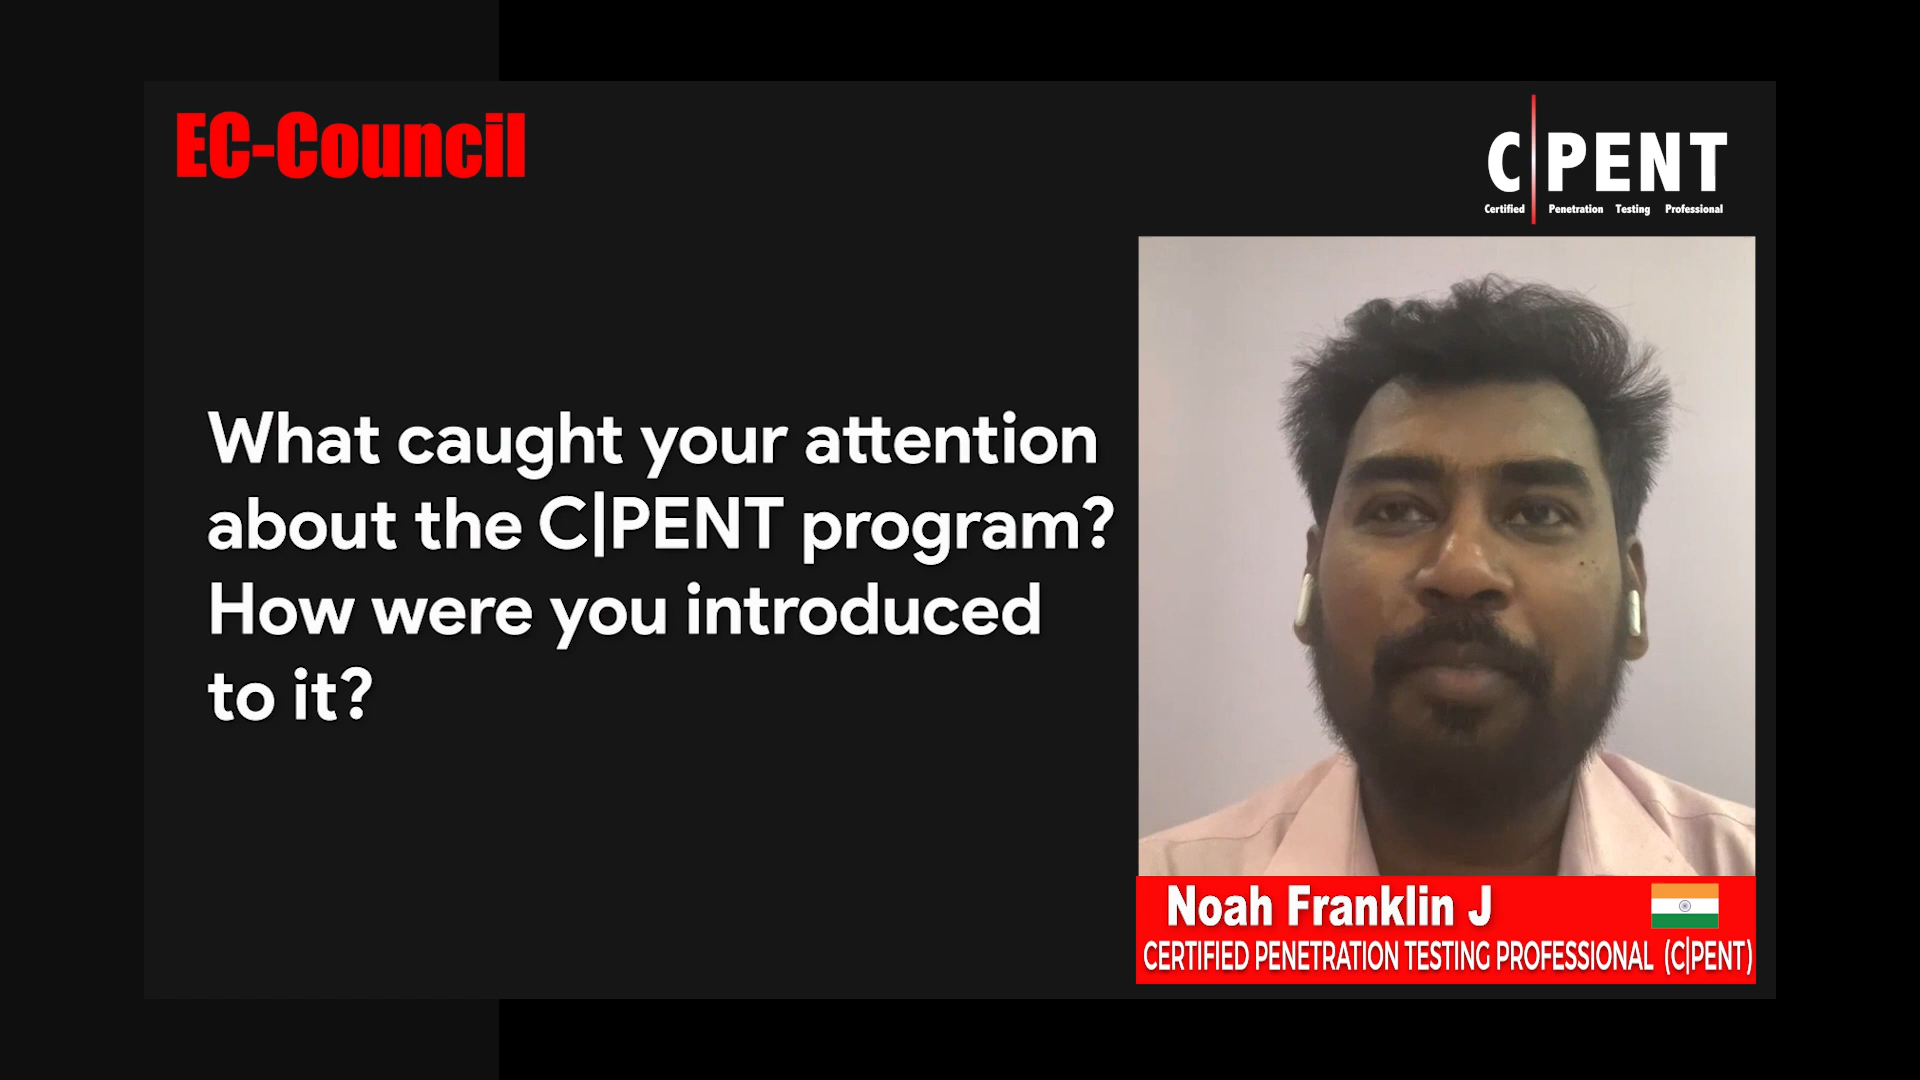 EC-Council
C|PENT
Certified Penetration Testing Professional
What caught your attention
about the C|PENT program?
How were you introduced
to it?
Noah Franklin J
CERTIFIED PENETRATION TESTING PROFESSIONAL (C|PENT)